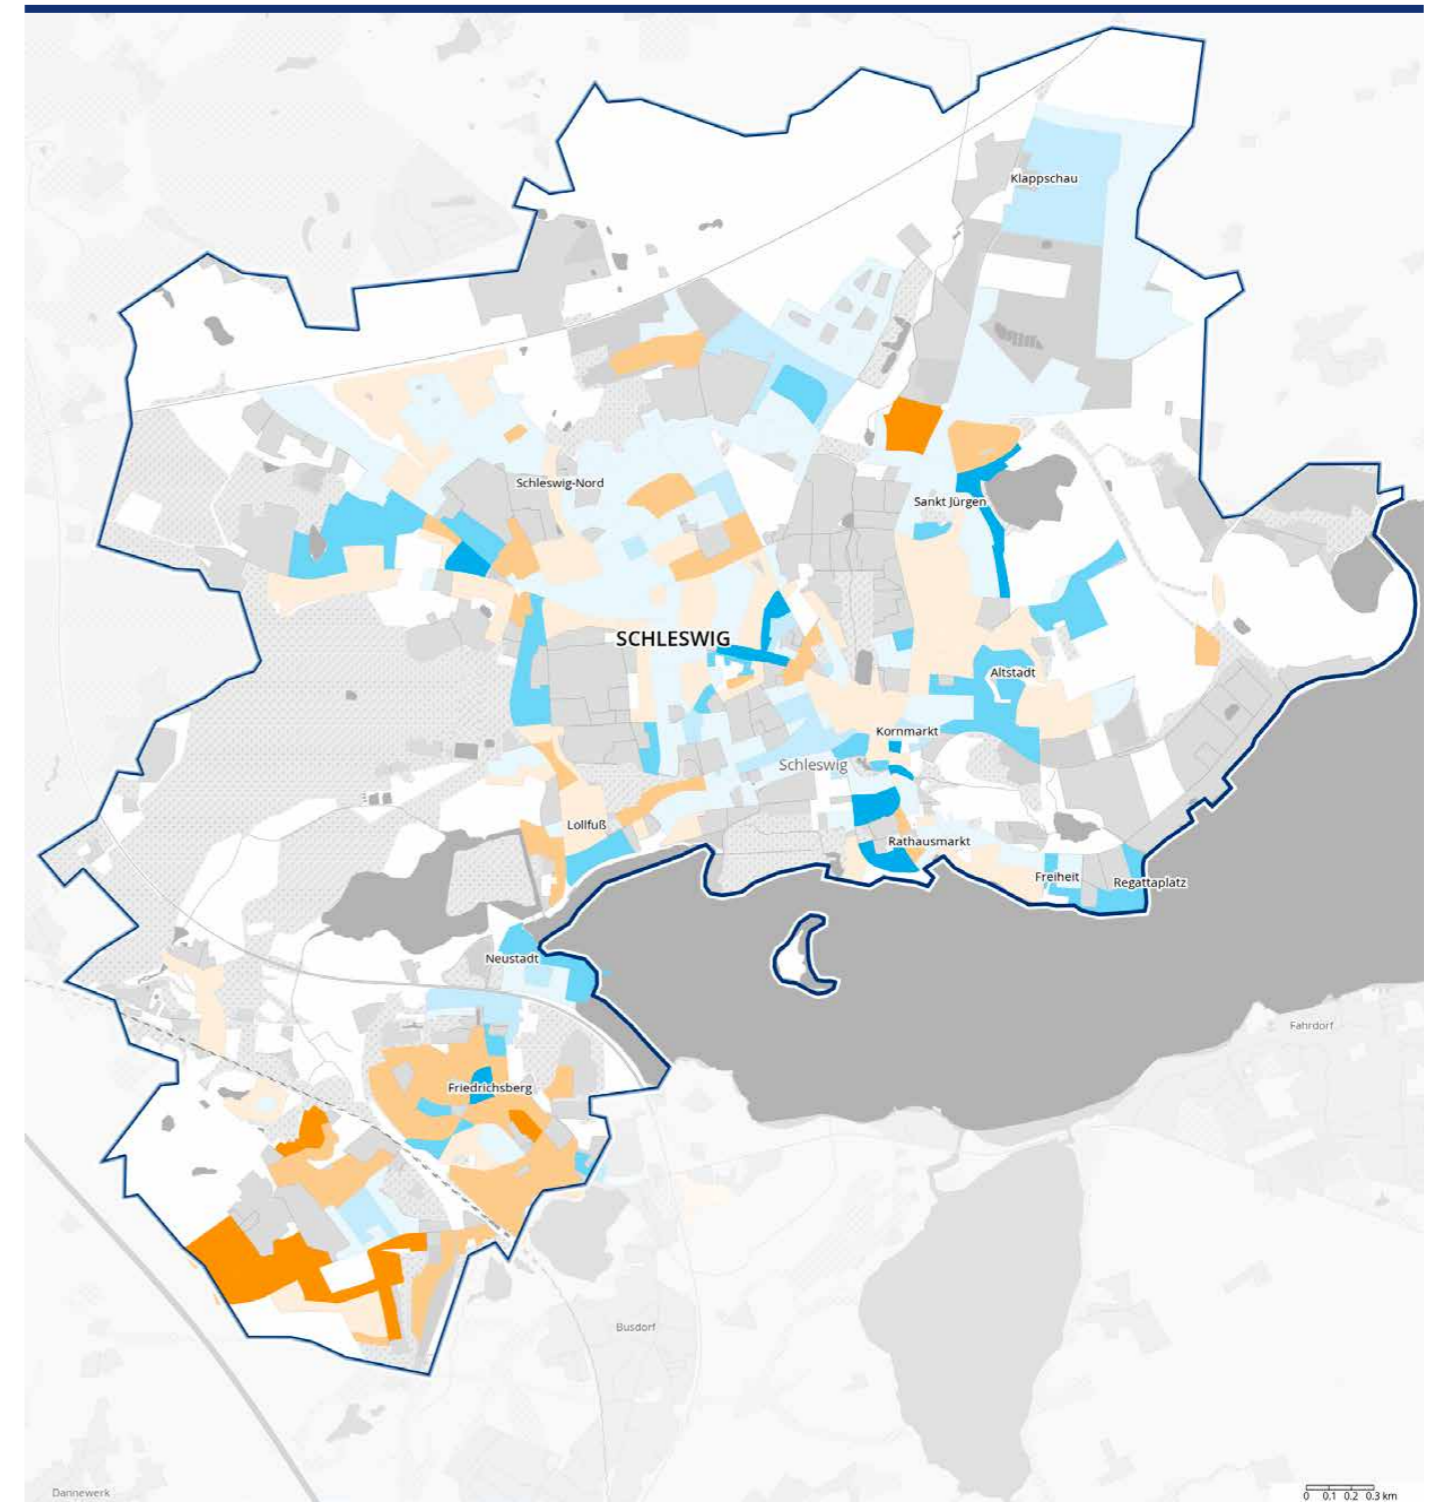 Klappschau
Schleswig-Nord
Sankt Jürgen
SCHLESWIG
Altstadt
Kornmarkt
Schleswig
Lollfuß
Rathausmarkt
Freiheit
Regattaplatz
Neustadt
Fahrdorf
Friedrichsberg
Busdorf
Dannewerk
0 0,1 0,2 0,3 km